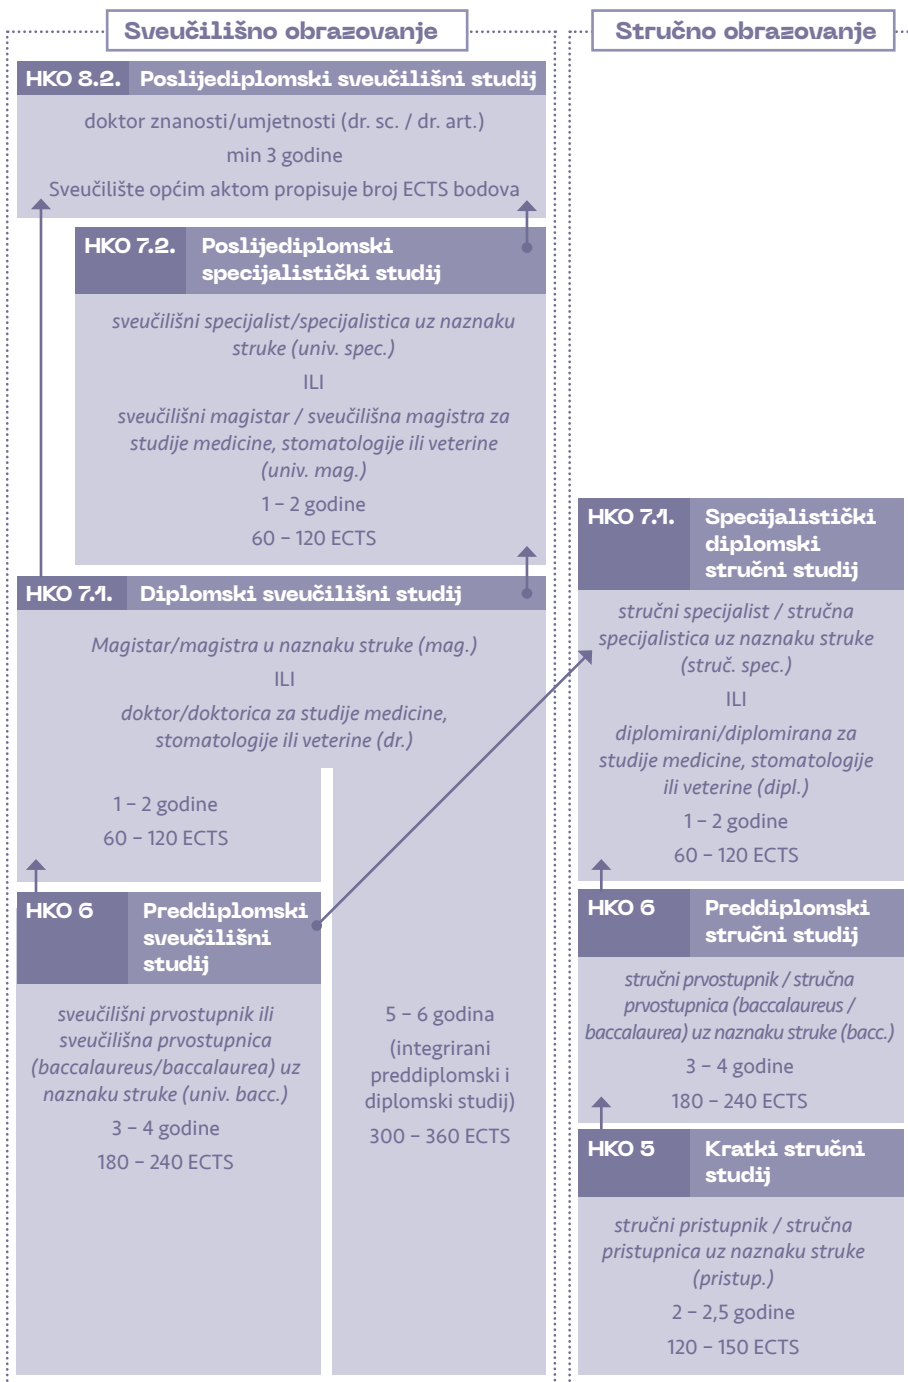 Sveučilišno obrazovanje
HKO 8.2. Poslijediplomski sveučilišni studij
doktor znanosti/umjetnosti (dr. sc. / dr. art.)
min 3 godine
Sveučilište općim aktom propisuje broj ECTS bodova
HKO 7.2. Poslijediplomski
specijalistički studij
sveučilišni specijalist/specijalistica uz naznaku
struke (univ. spec.)
ILI
sveučilišni magistar / sveučilišna magistra za
studije medicine, stomatologije ili veterine
(univ. mag.)
1 – 2 godine
60 – 120 ECTS
HKO 7.1. Diplomski sveučilišni studij
Magistar/magistra u naznaku struke (mag.)
ILI
doktor/doktorica za studije medicine,
stomatologije ili veterine (dr.)
1 – 2 godine
60 – 120 ECTS
HKO 6 Preddiplomski
sveučilišni
studij
sveučilišni prvostupnik ili
sveučilišna prvostupnica
(baccalaureus/baccalaurea) uz
naznaku struke (univ. bacc.)
3 – 4 godine
180 – 240 ECTS
5 – 6 godina
(integrirani
preddiplomski i
diplomski studij)
300 – 360 ECTS
Stručno obrazovanje
HKO 7.1. Specijalistički
diplomski
stručni studij
stručni specijalist / stručna
specijalistica uz naznaku struke
(struč. spec.)
ILI
diplomirani/diplomirana za
studije medicine, stomatologije
ili veterine (dipl.)
1 – 2 godine
60 – 120 ECTS
HKO 6 Preddiplomski
stručni studij
stručni prvostupnik / stručna
prvostupnica (baccalaureus /
baccalaurea) uz naznaku struke (bacc.)
3 – 4 godine
180 – 240 ECTS
HKO 5 Kratki stručni
studij
stručni pristupnik / stručna
pristupnica uz naznaku struke
(pristup.)
2 – 2,5 godine
120 – 150 ECTS